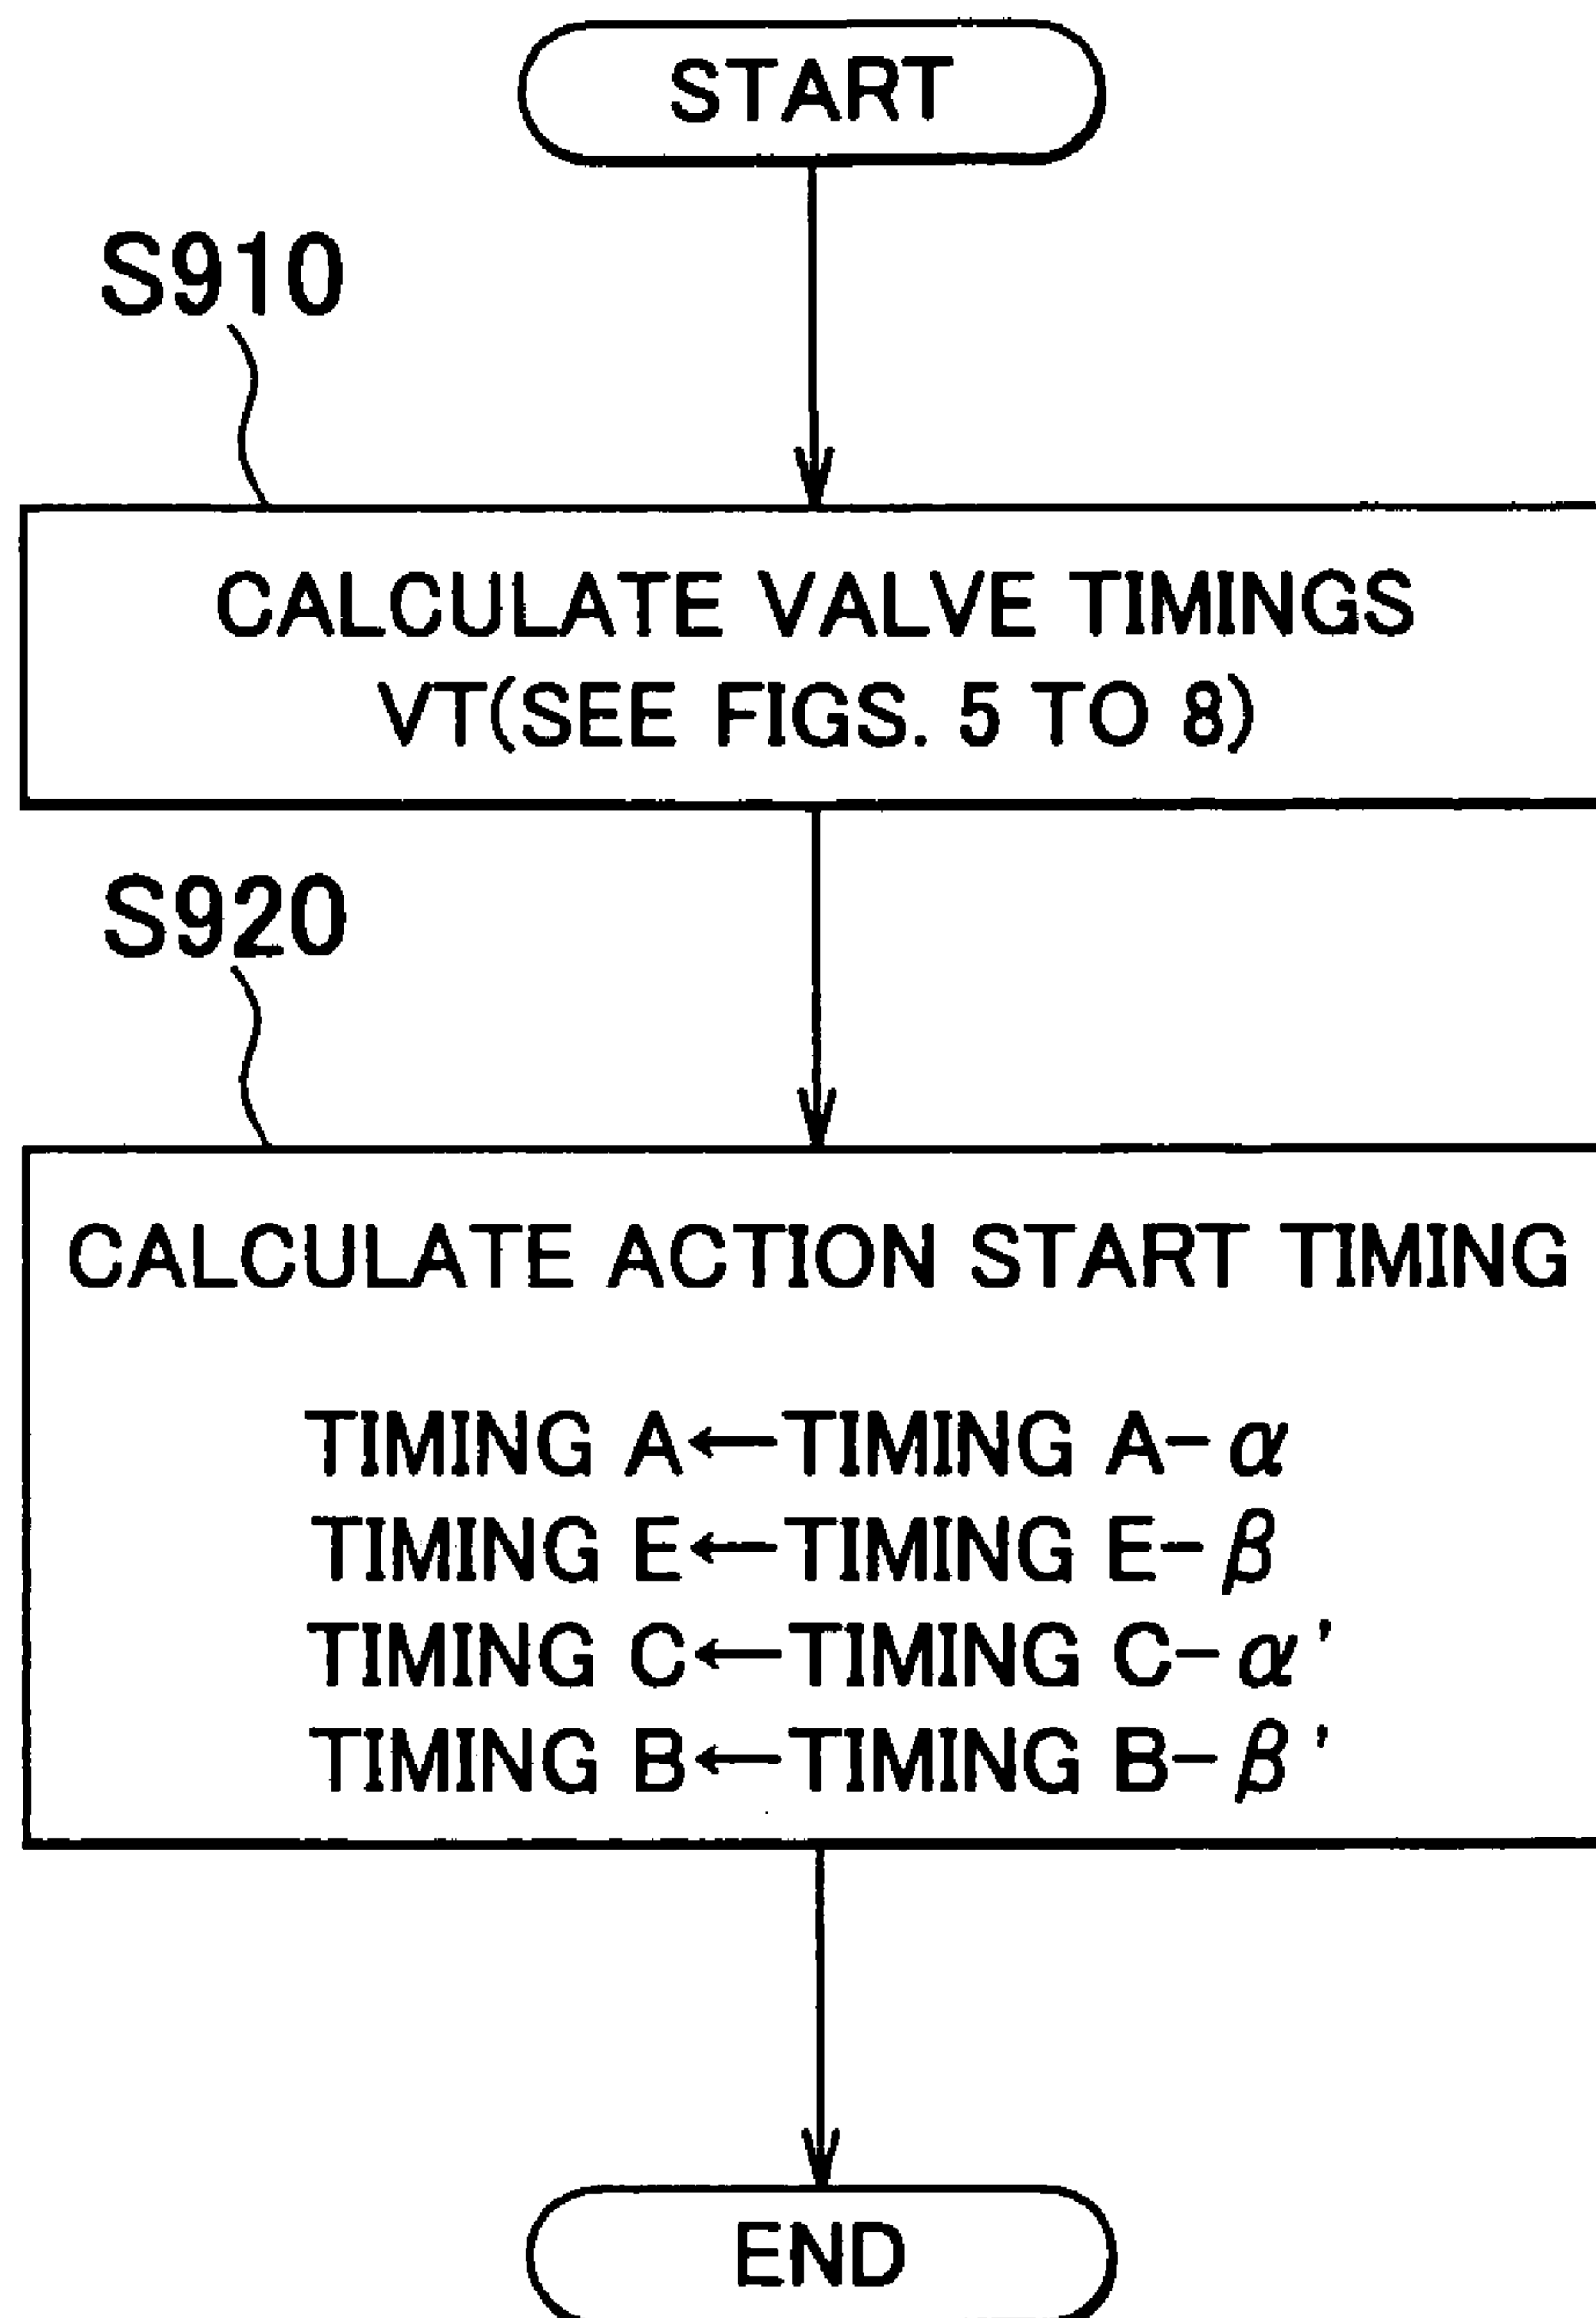 START
S910
CALCULATE VALVE TIMINGS
VT(SEE FIGS. 5 TO 8)
S920
CALCULATE ACTION START TIMING
TIMING A←TIMING A-α
TIMING E←TIMING E-β
TIMING C←TIMING C-α'
TIMING B←TIMING B-β'
END